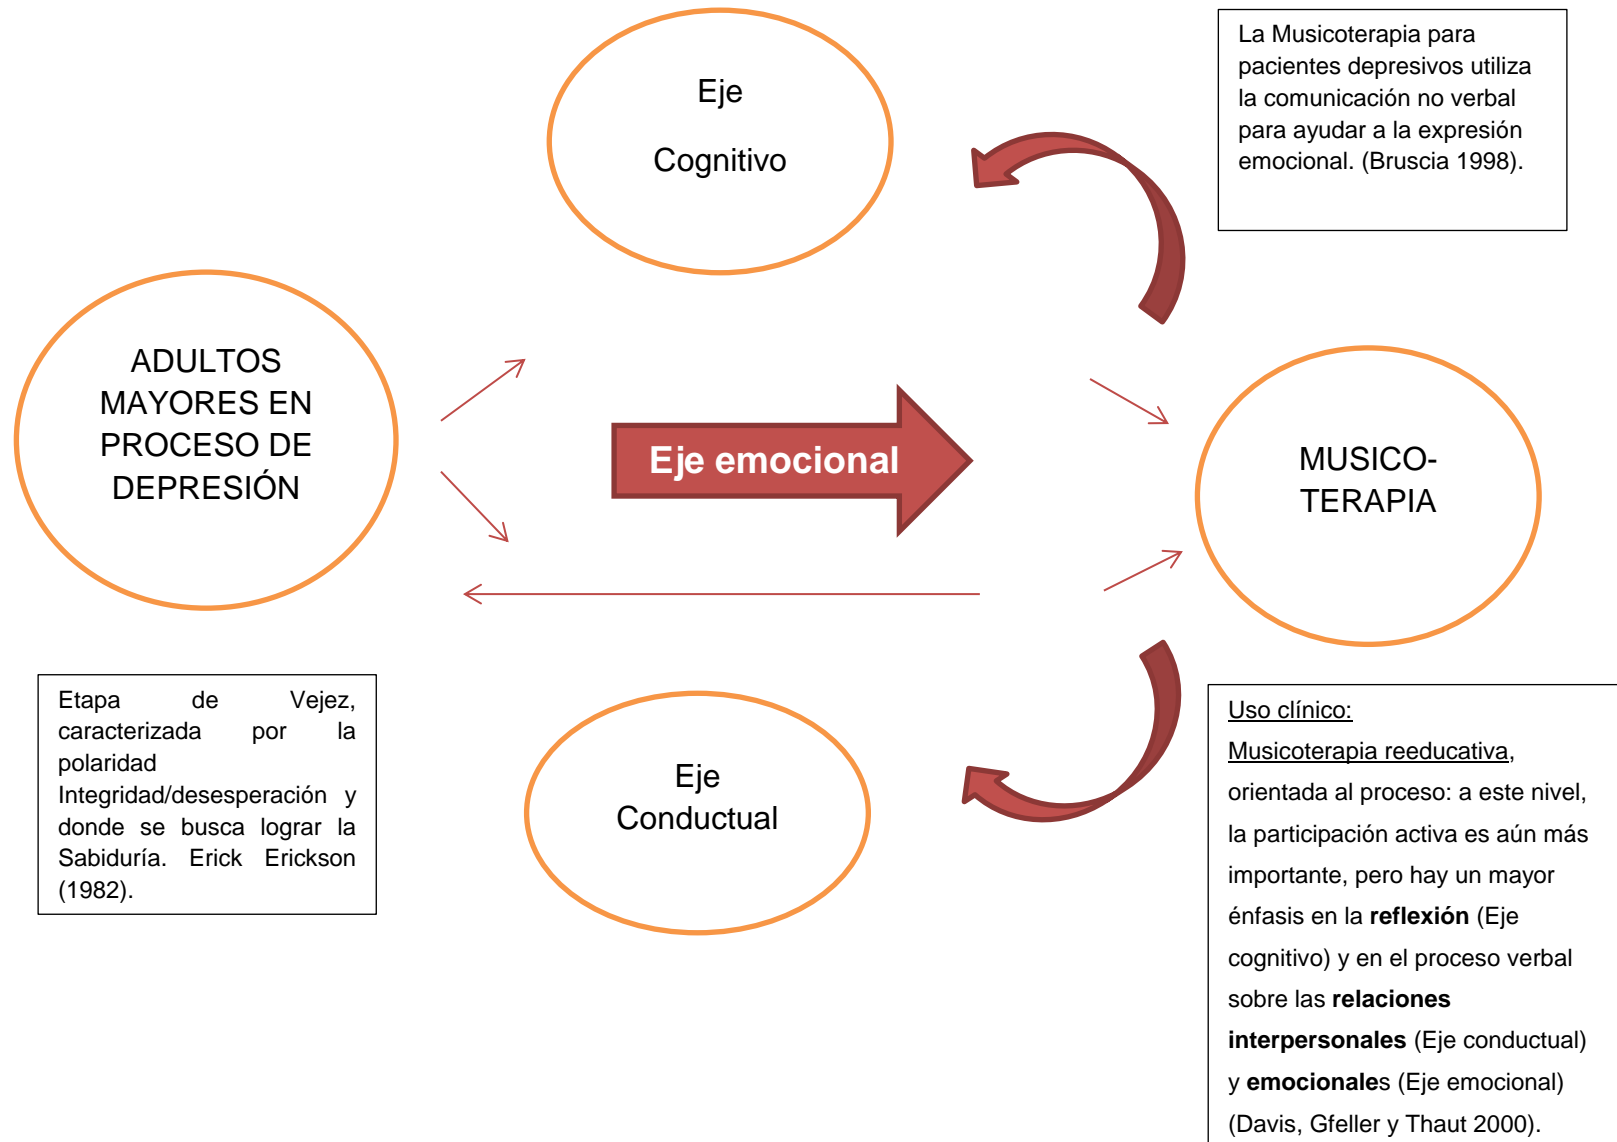 Eje
Cognitivo
La Musicoterapia para
pacientes depresivos utiliza
la comunicación no verbal
para ayudar a la expresión
emocional. (Bruscia 1998).
ADULTOS
MAYORES EN
PROCESO DE
DEPRESIÓN
Eje emocional
MUSICO-
TERAPIA
Etapa de Vejez,
caracterizada por la
polaridad
Integridad/desesperación y
donde se busca lograr la
Sabiduría. Erick Erickson
(1982).
Eje
Conductual
Uso clínico:
Musicoterapia reeducativa,
orientada al proceso: a este nivel,
la participación activa es aún más
importante, pero hay un mayor
énfasis en la reflexión (Eje
cognitivo) y en el proceso verbal
sobre las relaciones
interpersonales (Eje conductual)
y emocionales (Eje emocional)
(Davis, Gfeller y Thaut 2000).